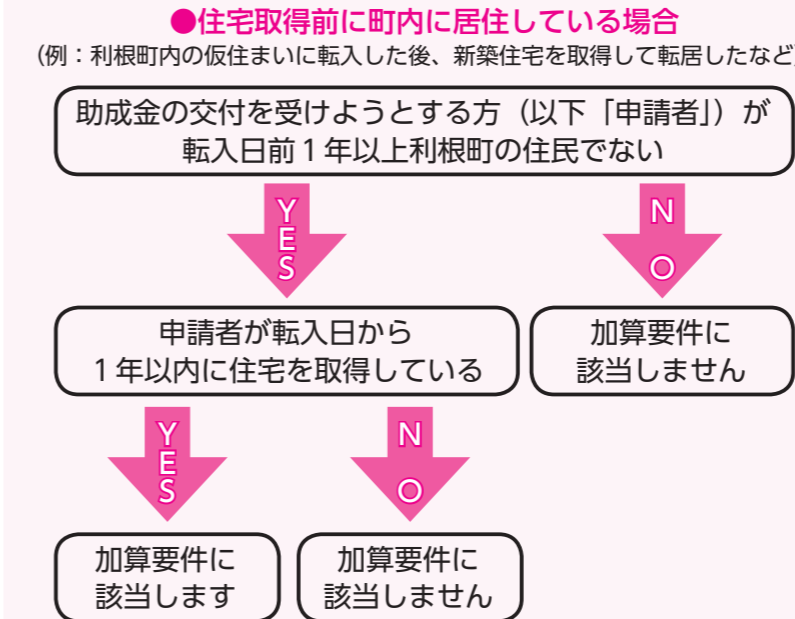 ●住宅取得前に町内に居住している場合
(例：利根町内の仮住まいに転入した後、新築住宅を取得して転居したなど
助成金の交付を受けようとする方（以下「申請者」）が
転入日前１年以上利根町の住民でない
YES
NO
申請者が転入日から
１年以内に住宅を取得している
加算要件に
該当しません
YES
NO
加算要件に
該当します
加算要件に
該当しません